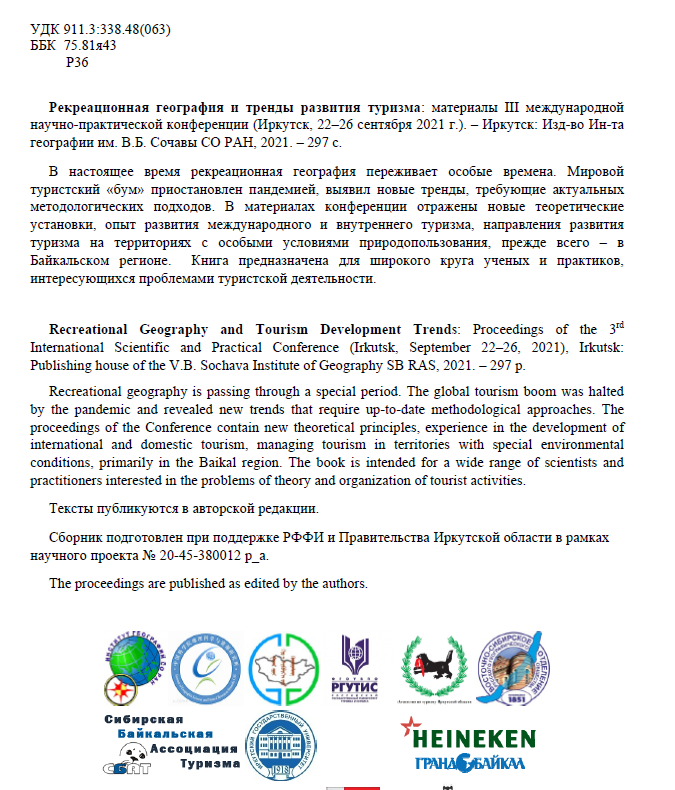 УДК 911.3:338.48(063)
ББК 75.81я43
Р36
Рекреационная география и тренды развития туризма: материалы III международной
научно-практической конференции (Иркутск, 22–26 сентября 2021 г.). – Иркутск: Изд-во Ин-та
географии им. В.Б. Сочавы СО РАН, 2021. – 297 с.
В настоящее время рекреационная география переживает особые времена. Мировой
туристский «бум» приостановлен пандемией, выявил новые тренды, требующие актуальных
методологических подходов. В материалах конференции отражены новые теоретические
установки, опыт развития международного и внутреннего туризма, направления развития
туризма на территориях с особыми условиями природопользования, прежде всего – в
Байкальском регионе. Книга предназначена для широкого круга ученых и практиков,
интересующихся проблемами туристской деятельности.
Recreational Geography and Tourism Development Trends: Proceedings of the 3rd
International Scientific and Practical Conference (Irkutsk, September 22–26, 2021), Irkutsk:
Publishing house of the V.B. Sochava Institute of Geography SB RAS, 2021. – 297 p.
Recreational geography is passing through a special period. The global tourism boom was halted
by the pandemic and revealed new trends that require up-to-date methodological approaches. The
proceedings of the Conference contain new theoretical principles, experience in the development of
international and domestic tourism, managing tourism in territories with special environmental
conditions, primarily in the Baikal region. The book is intended for a wide range of scientists and
practitioners interested in the problems of theory and organization of tourist activities.
Тексты публикуются в авторской редакции.
Сборник подготовлен при поддержке РФФИ и Правительства Иркутской области в рамках
научного проекта № 20-45-380012 р_а.
The proceedings are published as edited by the authors.
ИНСТИТУТ ГЕОГРАФИИ СО РАН
РГУТИС
ВОСТОЧНО-СИБИРСКОЕ ОТДЕЛЕНИЕ
1851
Сибирская
Байкальская
Ассоциация
Туризма
СБАТ
ИРКУТСКИЙ ГОСУДАРСТВЕННЫЙ УНИВЕРСИТЕТ
1918
HEINEKEN
ГРАНД БАЙКАЛ